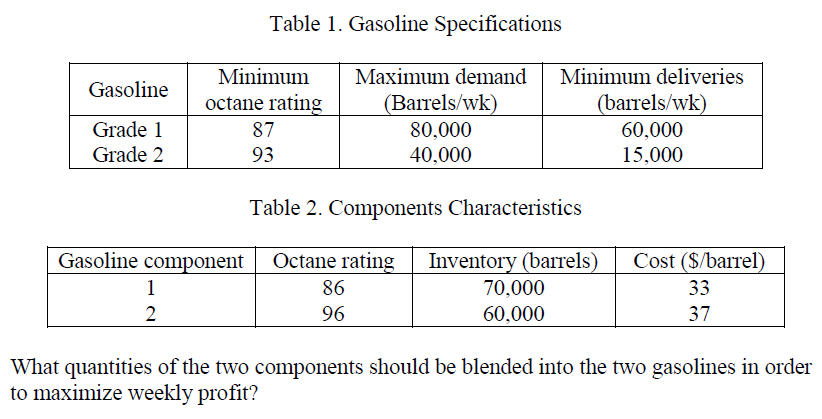 Table 1. Gasoline Specifications
Gasoline Minimum octane rating Maximum demand (Barrels/wk) Minimum deliveries (barrels/wk)
Grade 1 87 80,000 60,000
Grade 2 93 40,000 15,000
Table 2. Components Characteristics
Gasoline component Octane rating Inventory (barrels) Cost ($/barrel)
1 86 70,000 33
2 96 60,000 37
What quantities of the two components should be blended into the two gasolines in order
to maximize weekly profit?